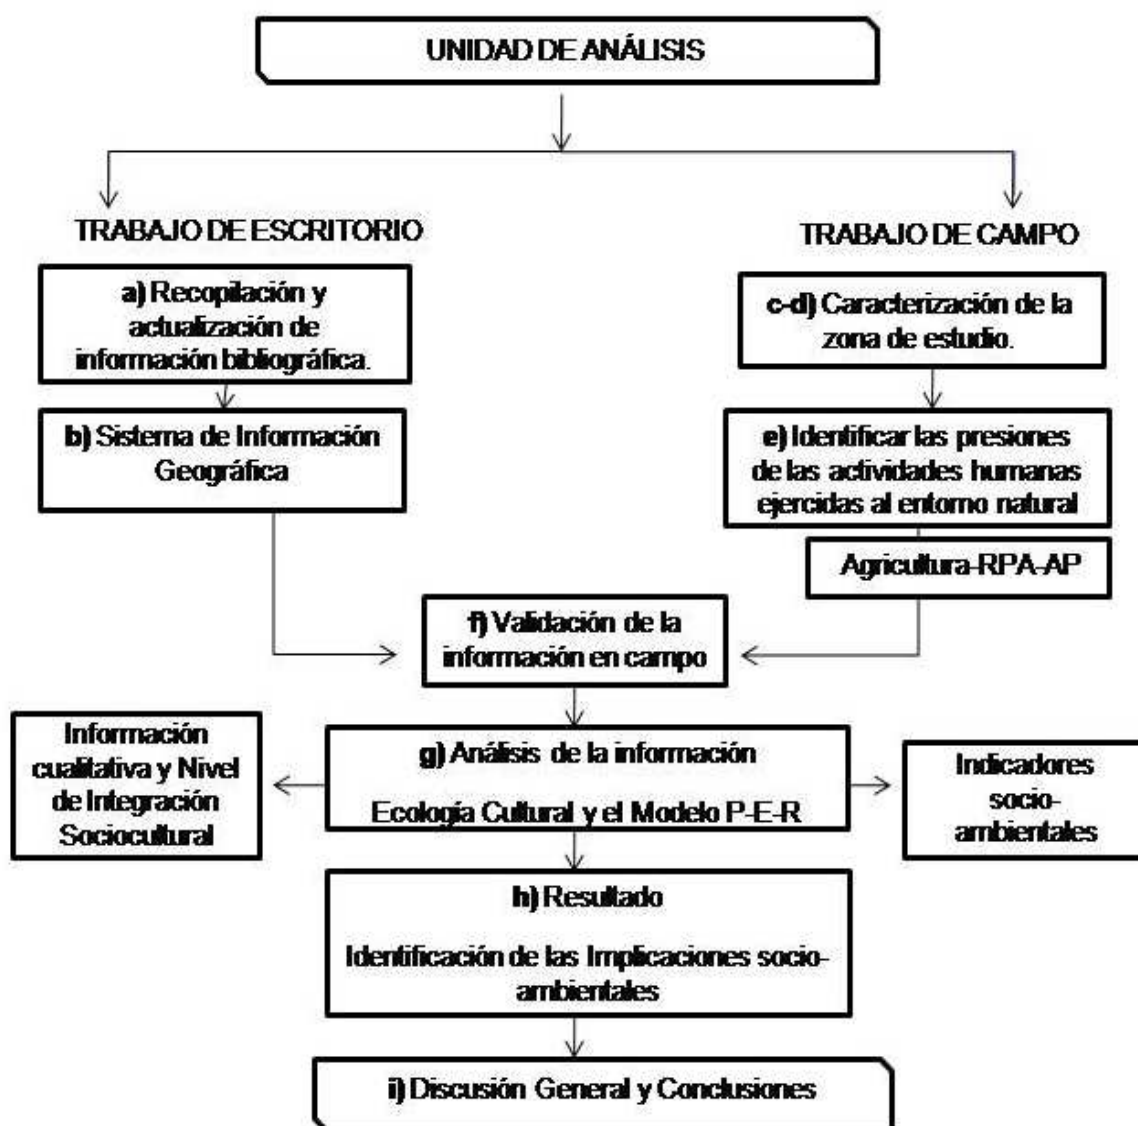 UNIDAD DE ANÁLISIS
TRABAJO DE ESCRITORIO
a) Recopilación y
actualización de
información bibliográfica.
b) Sistema de Información
Geográfica
TRABAJO DE CAMPO
c-d) Caracterización de la
zona de estudio.
e) Identificar las presiones
de las actividades humanas
ejercidas al entorno natural
Agricultura-RPA-AP
f) Validación de la
información en campo
g) Análisis de la información
Ecología Cultural y el Modelo P-E-R
Información
cualitativa y Nivel
de Integración
Sociocultural
Indicadores
socio-
ambientales
h) Resultado
Identificación de las Implicaciones socio-
ambientales
i) Discusión General y Conclusiones